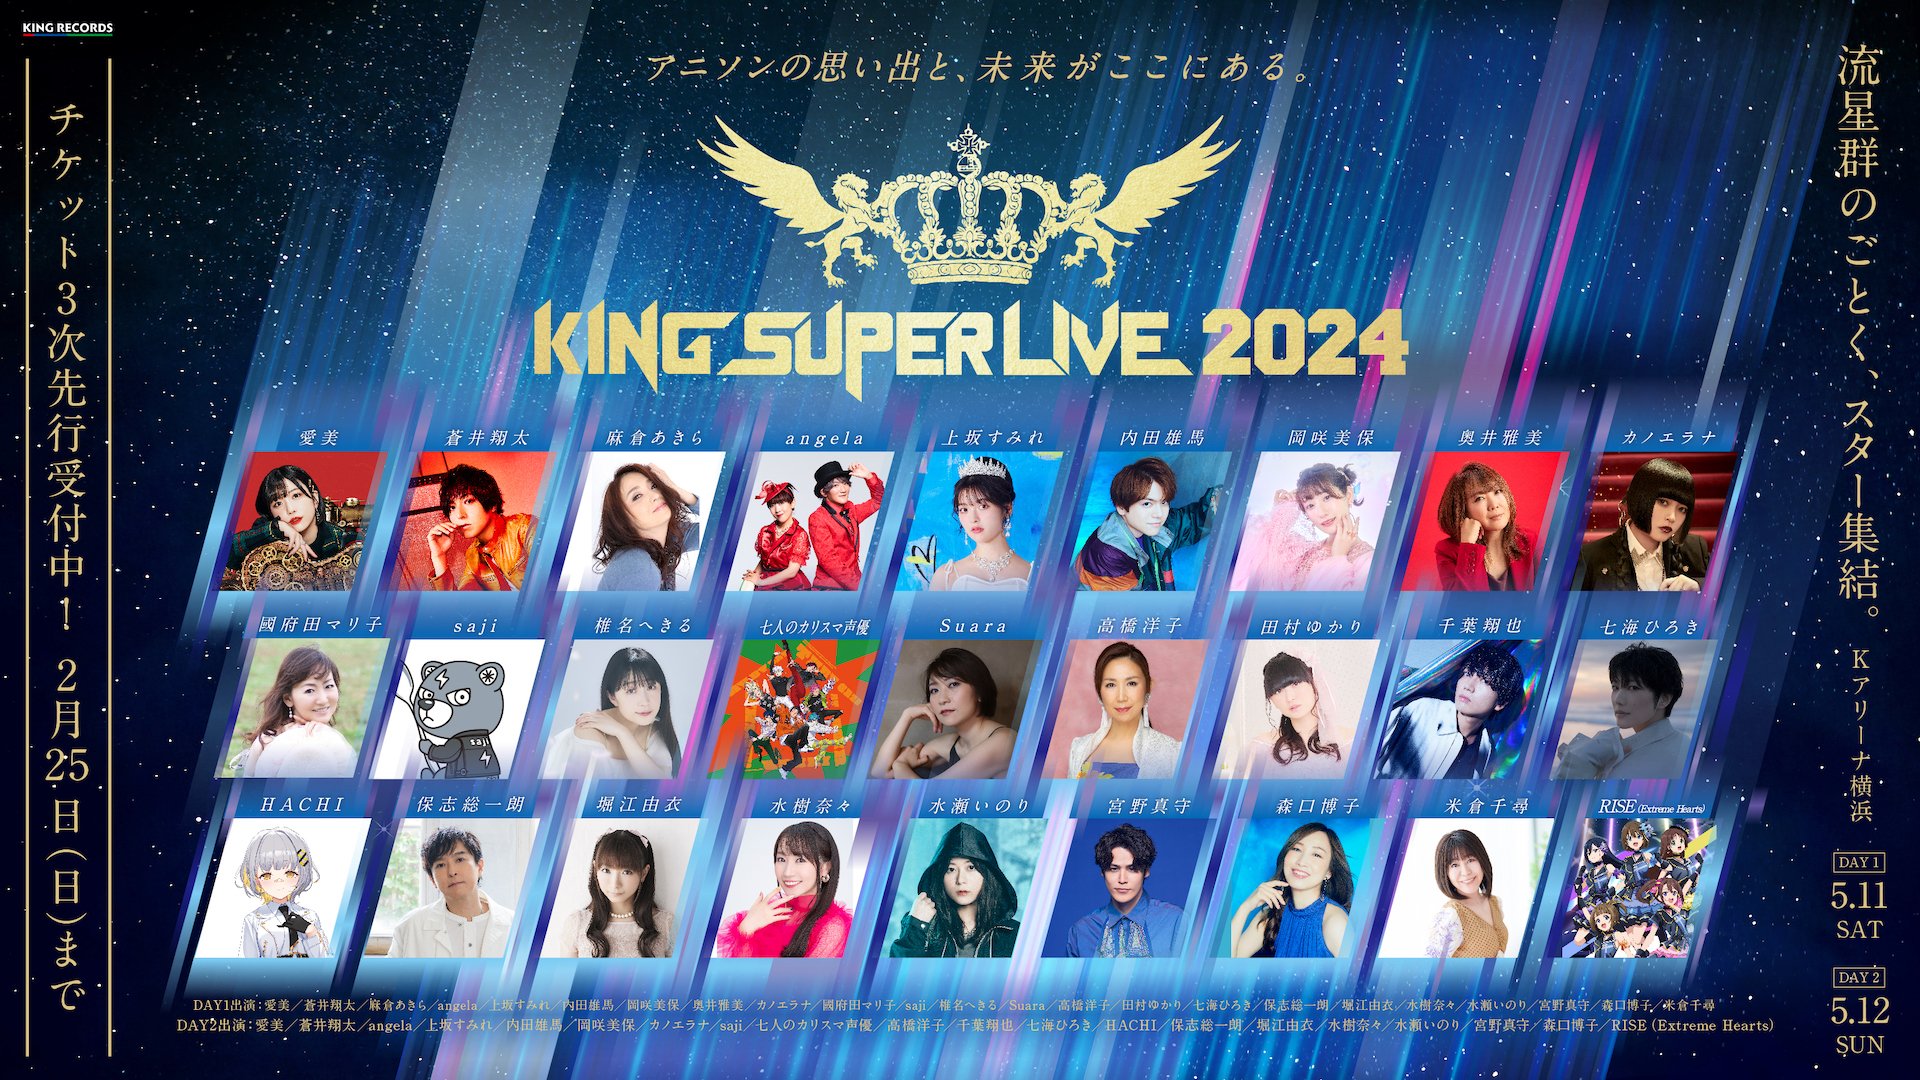 KING RECORDS
アニソンの思い出と、未来がここにある。
KING SUPER LIVE 2024
チケット3次先行受付中! 2月25日(日)まで
流星群のごとく、スター集結。
Kアリーナ横浜
DAY 1
5.11
SAT
DAY 2
5.12
SUN
愛美 蒼井翔太 麻倉あきら angela 上坂すみれ 内田雄馬 岡咲美保 奥井雅美 カノエラナ
國府田マリ子 saji 椎名へきる 七人のカリスマ声優 Suara 高橋洋子 田村ゆかり 千葉翔也 七海ひろき
saji
HACHI 保志総一朗 堀江由衣 水樹奈々 水瀬いのり 宮野真守 森口博子 米倉千尋 RISE (Extreme Hearts)
DAY1出演:愛美/蒼井翔太/麻倉あきら/angela/上坂すみれ/内田雄馬/岡咲美保/奥井雅美/カノエラナ/國府田マリ子/saji/椎名へきる/Suara/高橋洋子/田村ゆかり/七海ひろき/保志総一朗/堀江由衣/水樹奈々/水瀬いのり/宮野真守/森口博子/米倉千尋
DAY2出演:愛美/蒼井翔太/angela/上坂すみれ/内田雄馬/岡咲美保/カノエラナ/saji/七人のカリスマ声優/高橋洋子/千葉翔也/七海ひろき/HACHI/保志総一朗/堀江由衣/水樹奈々/水瀬いのり/宮野真守/森口博子/RISE (Extreme Hearts)